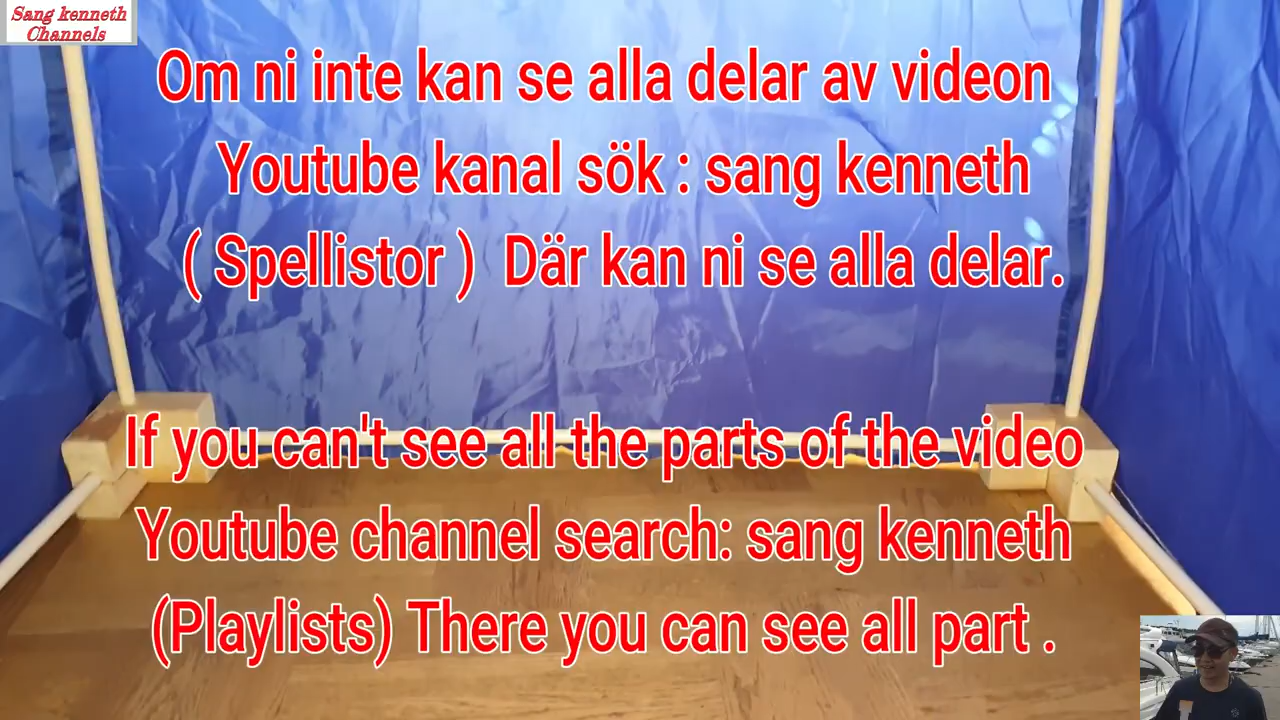 Sang kenneth
Channels
Om ni inte kan se alla delar av videon
Youtube kanal sök : sang kenneth
( Spellistor ) Där kan ni se alla delar.
If you can't see all the parts of the video
Youtube channel search: sang kenneth
(Playlists) There you can see all part .